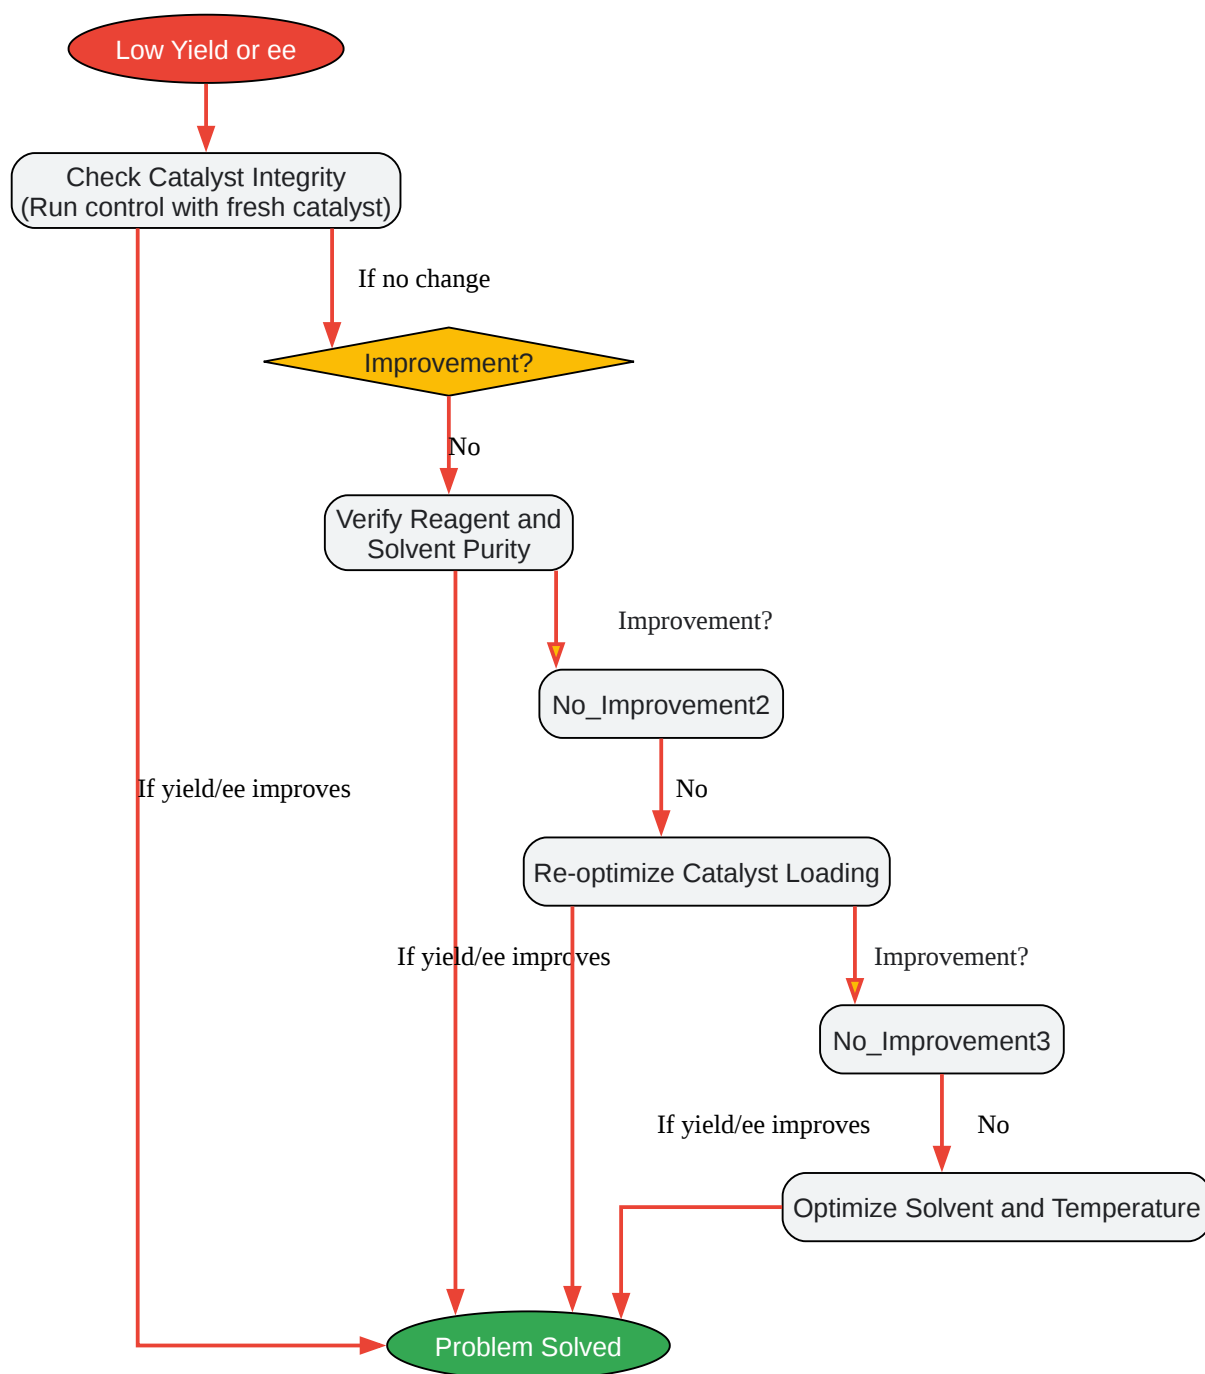 Low Yield or ee
Check Catalyst Integrity
(Run control with fresh catalyst)
If no change
Improvement?
No
Verify Reagent and
Solvent Purity
Improvement?
No_Improvement2
If yield/ee improves
No
Re-optimize Catalyst Loading
If yield/ee improves
Improvement?
No_Improvement3
If yield/ee improves
No
Optimize Solvent and Temperature
Problem Solved